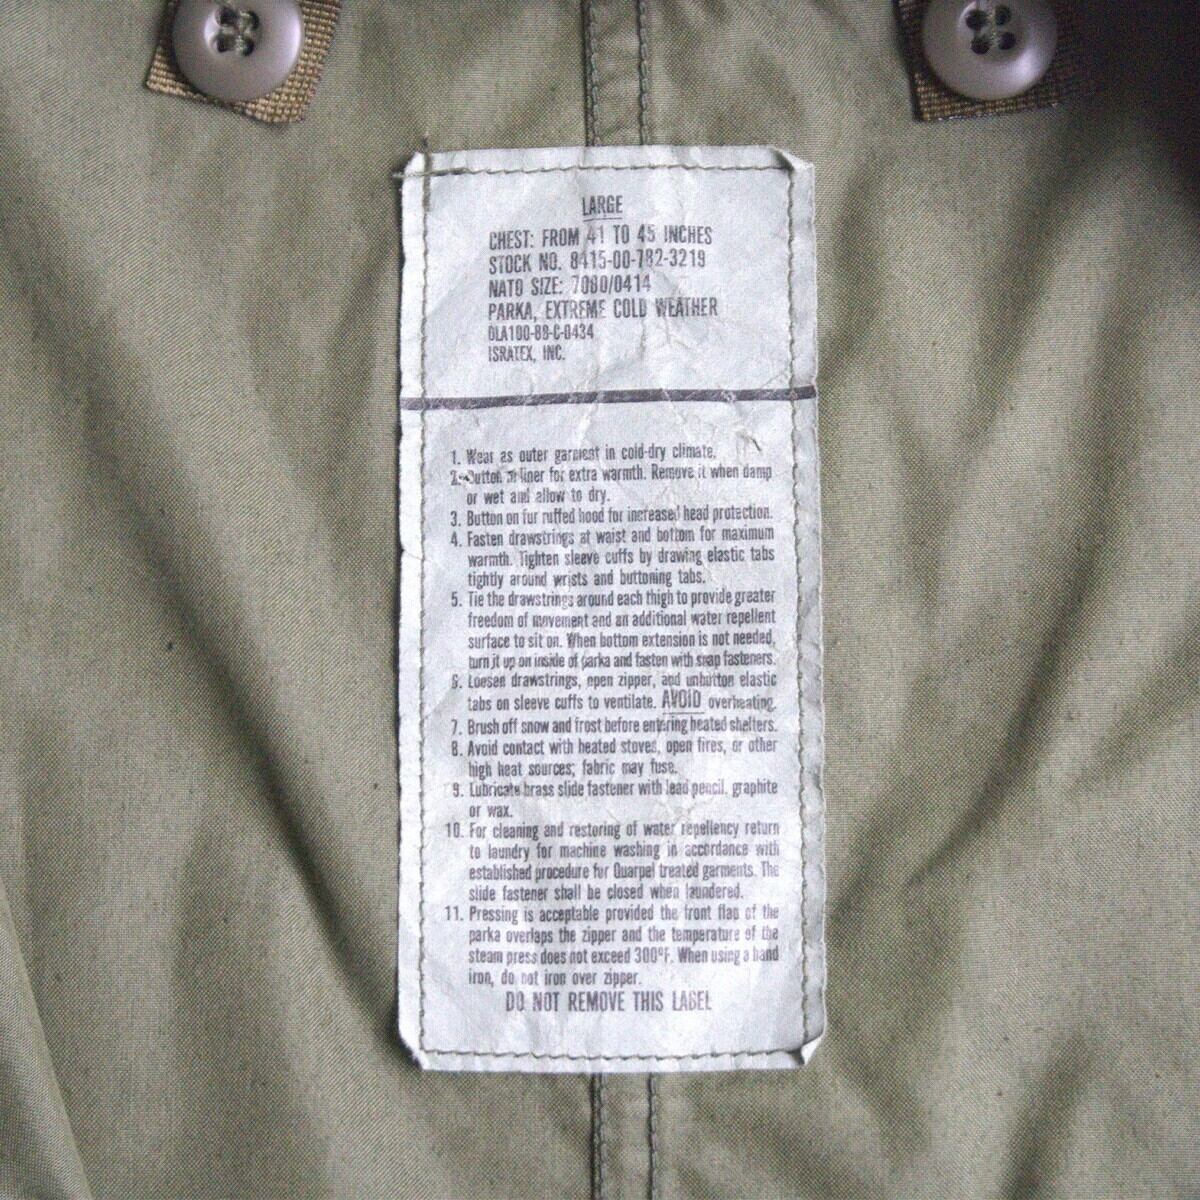 LARGE
CHEST: FROM 41 TO 45 INCHES
STOCK NO. 8415-00-782-3219
NATO SIZE: 7080/0414
PARKA, EXTREME COLD WEATHER
DLA100-88-C-0434
ISRATEX, INC.
1. Wear as outer garment in cold-dry climate.
2. Button in liner for extra warmth. Remove it when damp
or wet and allow to dry.
3. Button on fur ruffed hood for increased head protection.
4. Fasten drawstrings at waist and bottom for maximum
warmth. Tighten sleeve cuffs by drawing elastic tabs
tightly around wrists and buttoning tabs.
5. Tie the drawstrings around each thigh to provide greater
freedom of movement and an additional water repellent
surface to sit on. When bottom extension is not needed,
turn it up on inside of parka and fasten with snap fasteners.
6. Loosen drawstrings, open zipper, and unbutton elastic
tabs on sleeve cuffs to ventilate. AVOID overheating.
7. Brush off snow and frost before entering heated shelters.
8. Avoid contact with heated stoves, open fires, or other
high heat sources; fabric may fuse.
9. Lubricate brass slide fastener with lead pencil, graphite
or wax.
10. For cleaning and restoring of water repellency return
to laundry for machine washing in accordance with
established procedure for Quarpel treated garments. The
slide fastener shall be closed when laundered.
11. Pressing is acceptable provided the front flap of the
parka overlaps the zipper and the temperature of the
steam press does not exceed 300°F. When using a hand
iron, do not iron over zipper.
DO NOT REMOVE THIS LABEL